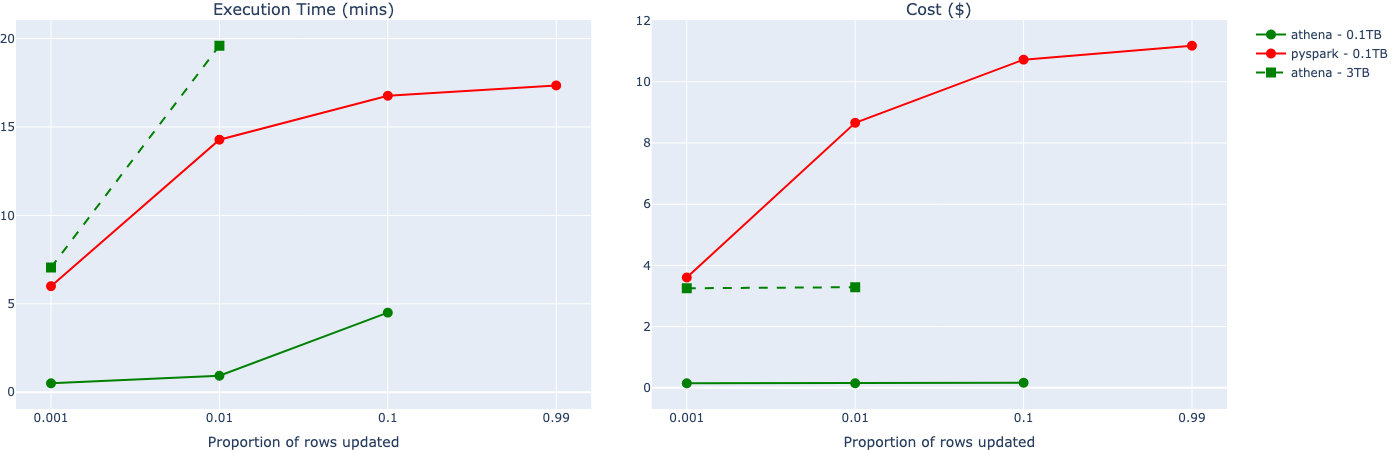 Execution Time (mins)
20
15
10
5
0
0.001
0.01
0.1
0.99
Proportion of rows updated
Cost ($)
12
10
8
6
4
2
0
0.001
0.01
0.1
0.99
Proportion of rows updated
athena - 0.1TB
pyspark - 0.1TB
athena - 3TB